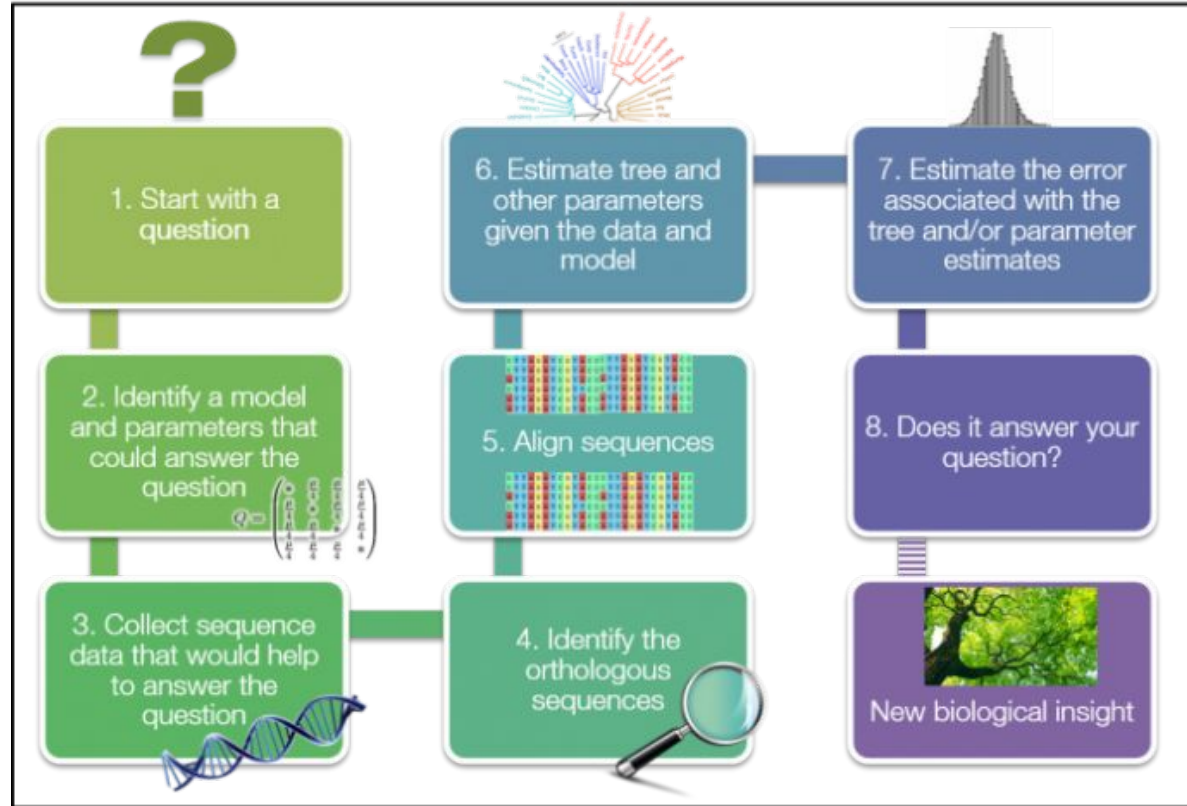 ?
1. Start with a
question
2. Identify a model
and parameters that
could answer the
question
Q =
3. Collect sequence
data that would help
to answer the
question
4. Identify the
orthologous
sequences
5. Align sequences
6. Estimate tree and
other parameters
given the data and
model
7. Estimate the error
associated with the
tree and/or parameter
estimates
8. Does it answer your
question?
New biological insight